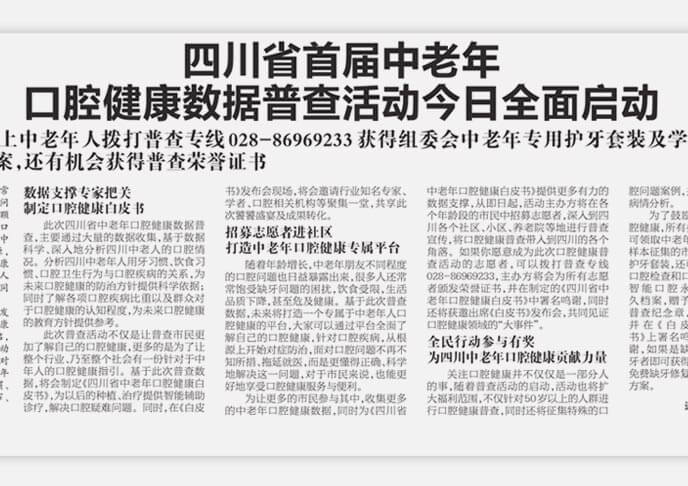 四川省首届中老年
口腔健康数据普查活动今日全面启动
上中老年人拨打普查专线028-86969233获得组委会中老年专用护牙套装及学
案,还有机会获得普查荣誉证书
数据支撑专家把关
制定口腔健康白皮书
此次四川省中老年口腔健康数据普
查,主要通过大量的数据收集,基于数据
科学、深入地分析四川中老人的口腔情
况。分析四川中老年人用牙习惯、饮食习
惯、口腔卫生行为与口腔疾病的关系,为
未来口腔健康的防治方针提供科学依据;
同时了解各项口腔疾病比重以及群众对
于口腔健康的认知程度,为未来口腔健康
的教育方针提供参考。
此次普查活动不仅是让普查市民更
加了解自己的口腔健康,更多的是为了让
整个行业,乃至整个社会有一份针对于中
年人的口腔健康指引。基于此次普查数
据,将会制定《四川省中老年口腔健康白
皮书》,为以后的种植、治疗提供智能辅助
诊疗,解决口腔疑难问题。同时,在《白皮
书》发布会现场,将会邀请行业知名专家、
学者、口腔相关机构等聚集一堂,共享此
次饕饕盛宴及成果转化。
招募志愿者进社区
打造中老年口腔健康专属平台
随着年龄增长,中老年朋友不同程度
的口腔问题也日益暴露出来,很多人还常
常饱受缺牙问题的困扰,饮食受限,生活
品质下降,甚至危及健康。基于此次普查
数据,未来将打造一个专属于中老年人口
腔健康的平台,大家可以通过平台全面了
解自己的口腔健康,针对口腔疾病,从根
源上开始对症防治,面对口腔问题不再不
知所措、拖延就医,而是更懂得正确、科学
地解决这一问题,对于市民来说,也能更
好地享受口腔健康服务与便利。
为让更多的市民参与其中,收集更多
的中老年口腔健康数据,同时为《四川省
中老年口腔健康白皮书》提供更多有力的
数据支撑,从即日起,活动主办方将在各
个年龄段的市民中招募志愿者,深入到四
川各个社区、小区、养老院等地进行普查
宣传,将口腔健康普查带入到四川的各个
角落。如果你愿意成为此次口腔健康普
查活动的志愿者,可以拨打普查专线
028-86969233,主办方将会为每一位志愿
者颁发荣誉证书,并在制定的《四川省中
老年口腔健康白皮书》中署名鸣谢,同时
还将获邀出席《白皮书》发布会,共同见证
口腔健康领域的“大事件”。
全民行动参与有奖
为四川中老年口腔健康贡献力量
关注口腔健康并不仅仅是一部分人
的事,随着普查活动的启动,活动也将扩
大福利范围,不仅针对50岁以上的人群进
行口腔健康普查,同时还将征集特殊的口
腔问题案例,并
病情分析。
为了鼓
健康,所有
可领取中老年
样本征集的市
护牙套装,还
口腔检查和
智能口腔永
久档案,赠予
普查纪念章
并在《白皮书
书》上署名鸣
谢,如果是缺
牙者即可获得
免费缺牙修复
方案。